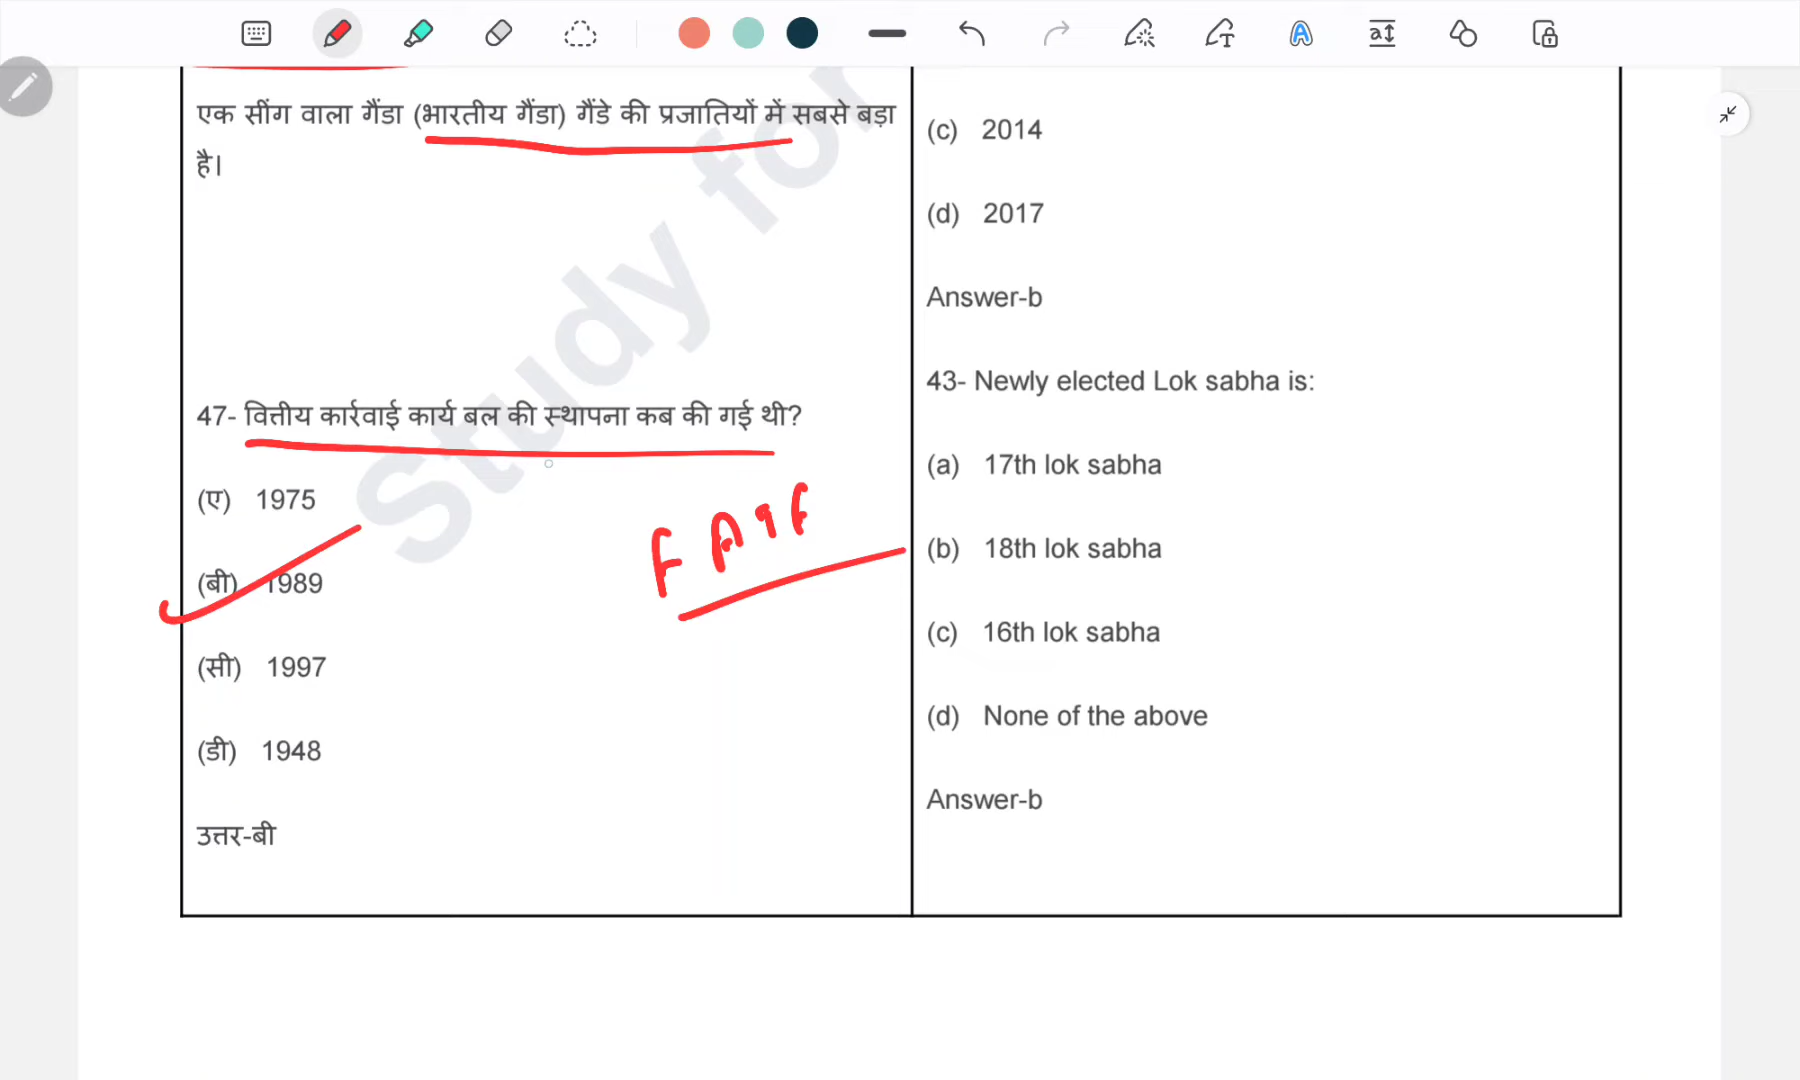 एक सींग वाला गैंडा (भारतीय गैंडा) गैंडे की प्रजातियों में सबसे बड़ा
है।
47- वित्तीय कार्रवाई कार्य बल की स्थापना कब की गई थी?
(ए) 1975
(बी) 1989
(सी) 1997
(डी) 1948
उत्तर-बी
FATF
(c) 2014
(d) 2017
Answer-b
43- Newly elected Lok sabha is:
(a) 17th lok sabha
(b) 18th lok sabha
(c) 16th lok sabha
(d) None of the above
Answer-b
Study for